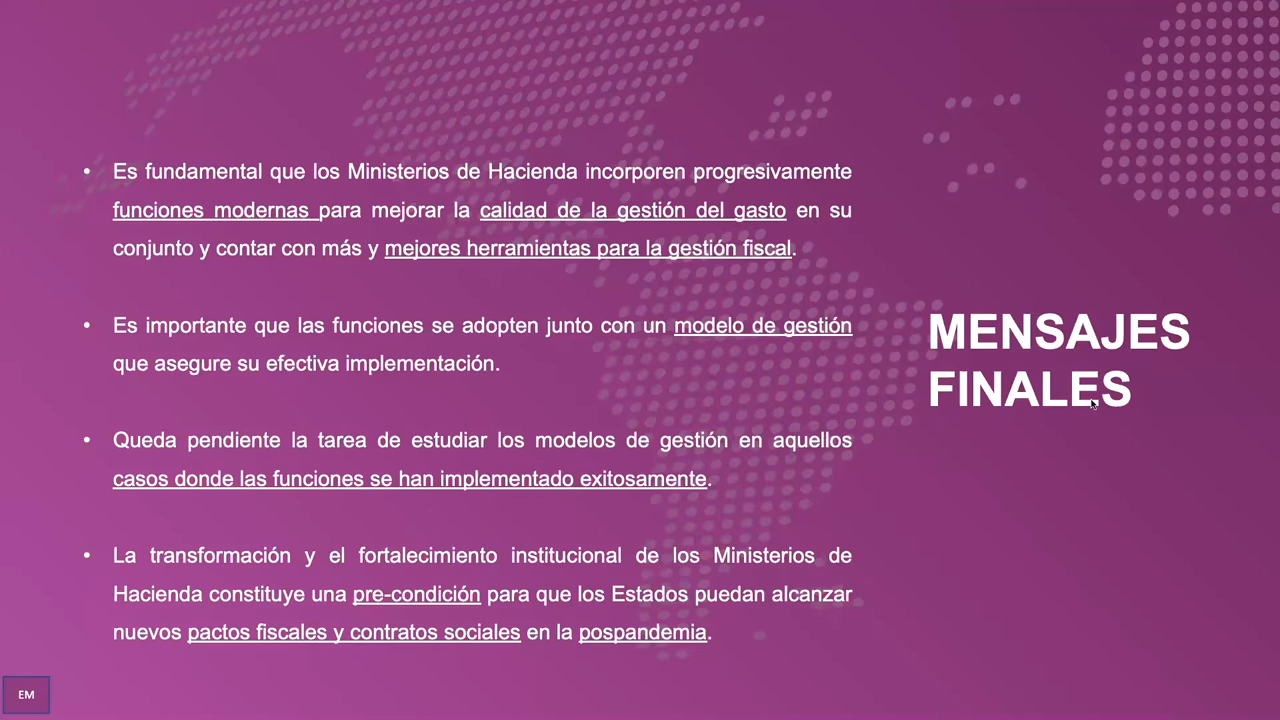 • Es fundamental que los Ministerios de Hacienda incorporen progresivamente
funciones modernas para mejorar la calidad de la gestión del gasto en su
conjunto y contar con más y mejores herramientas para la gestión fiscal.
• Es importante que las funciones se adopten junto con un modelo de gestión
que asegure su efectiva implementación.
• Queda pendiente la tarea de estudiar los modelos de gestión en aquellos
casos donde las funciones se han implementado exitosamente.
• La transformación y el fortalecimiento institucional de los Ministerios de
Hacienda constituye una pre-condición para que los Estados puedan alcanzar
nuevos pactos fiscales y contratos sociales en la pospandemia.
MENSAJES
FINALES
EM